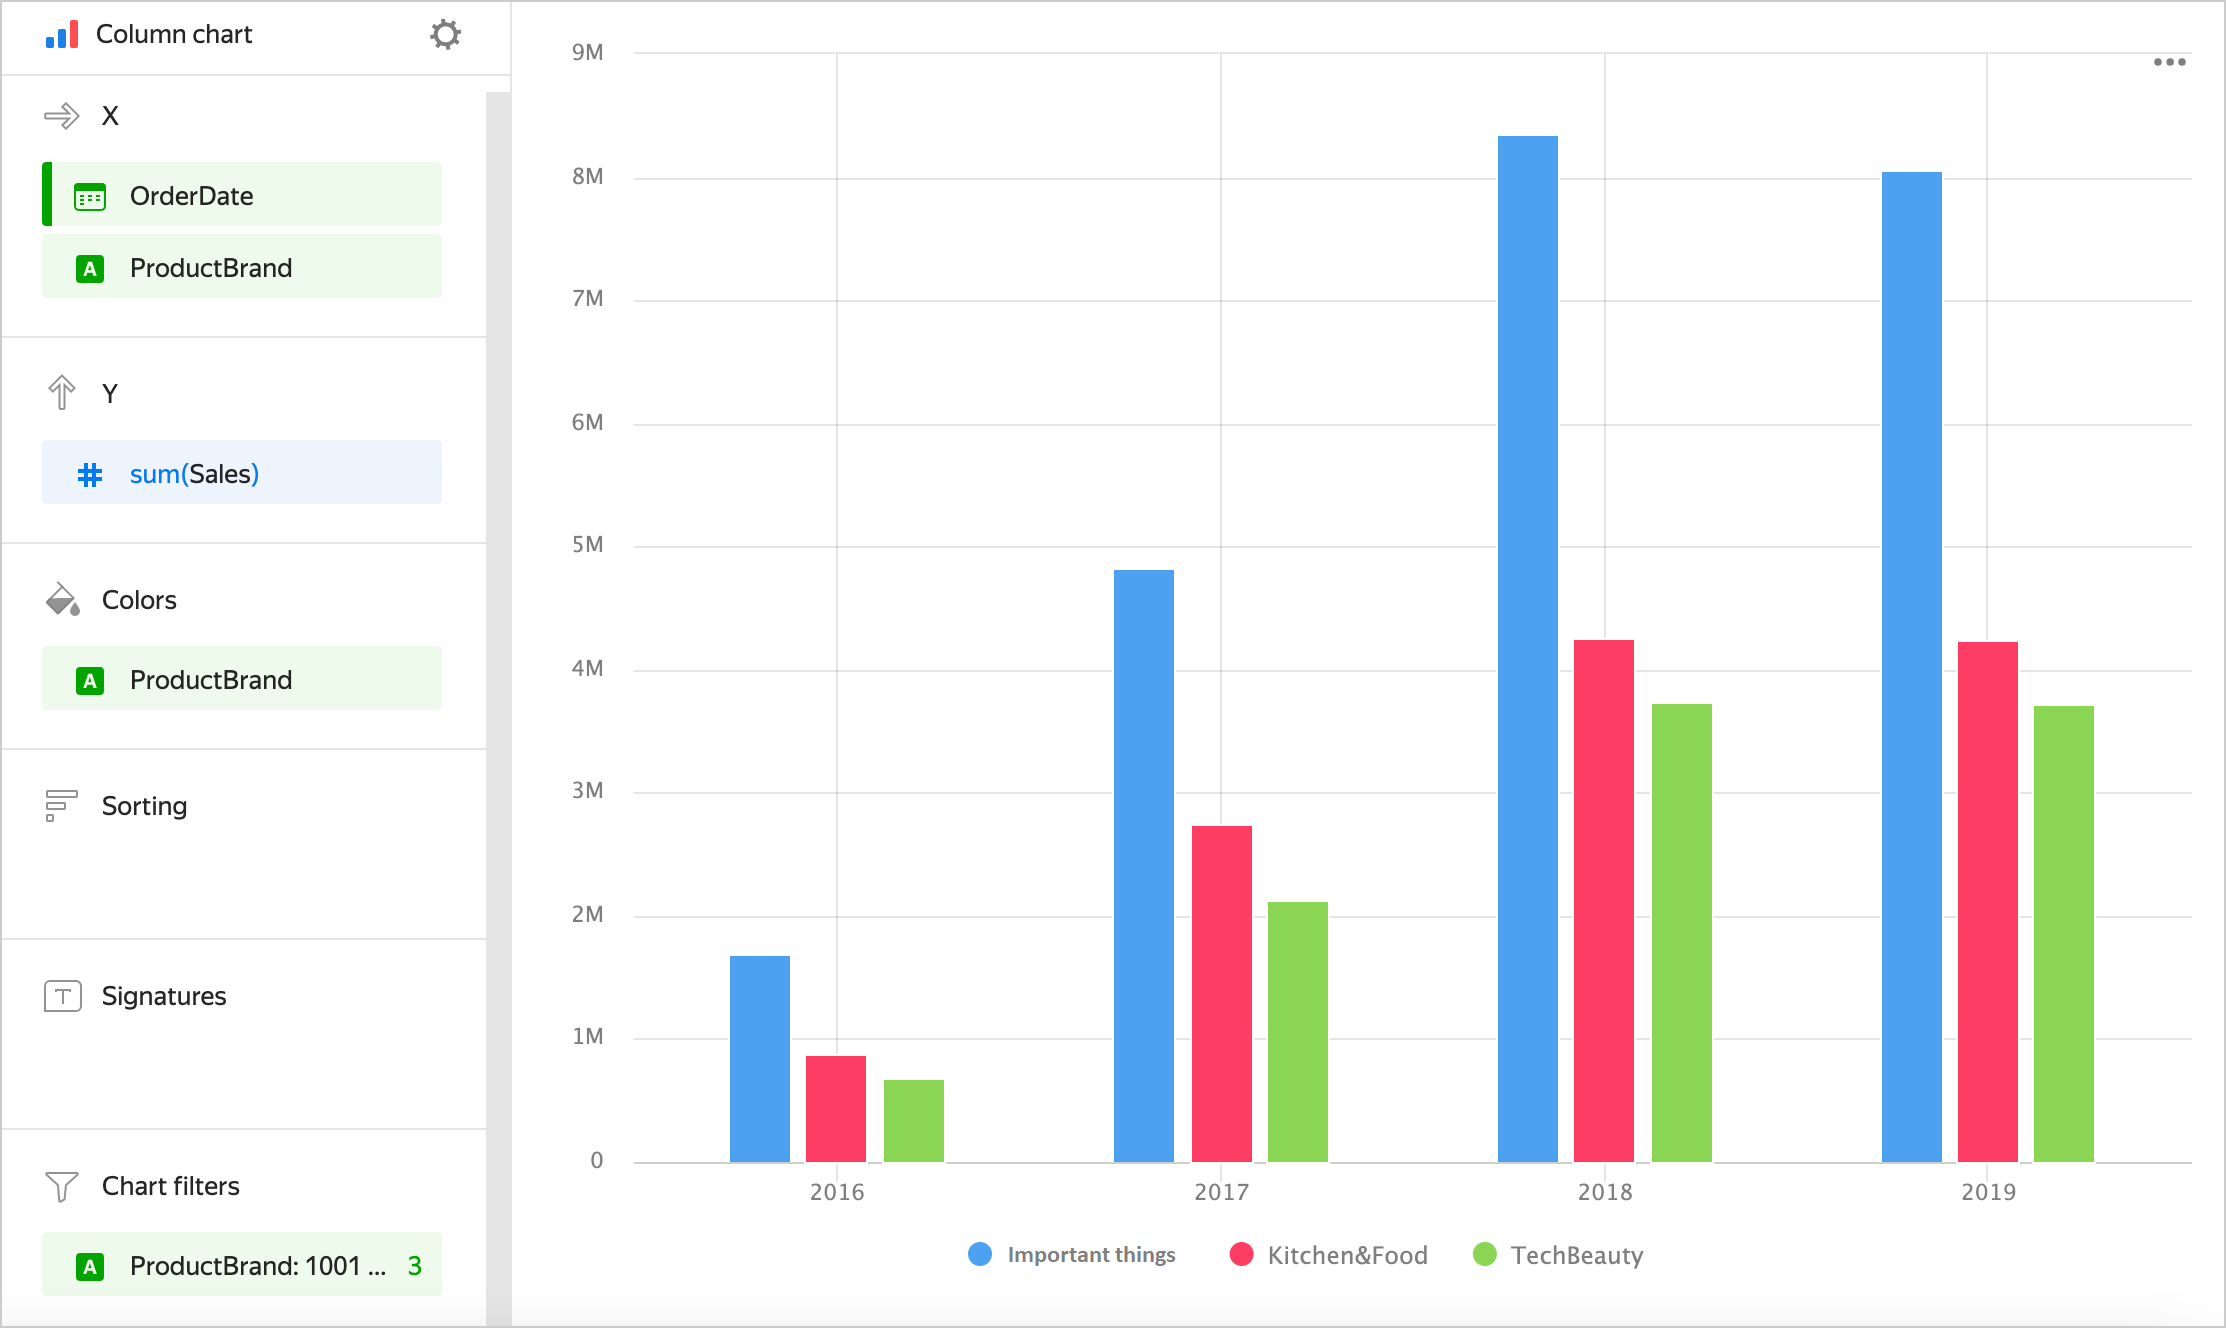 Column chart
X
OrderDate
A ProductBrand
Y
# sum(Sales)
Colors
A ProductBrand
Sorting
T Signatures
Chart filters
A ProductBrand: 1001 ... 3
9M
8M
7M
6M
5M
4M
3M
2M
1M
0
2016 2017 2018 2019
Important things Kitchen&Food TechBeauty